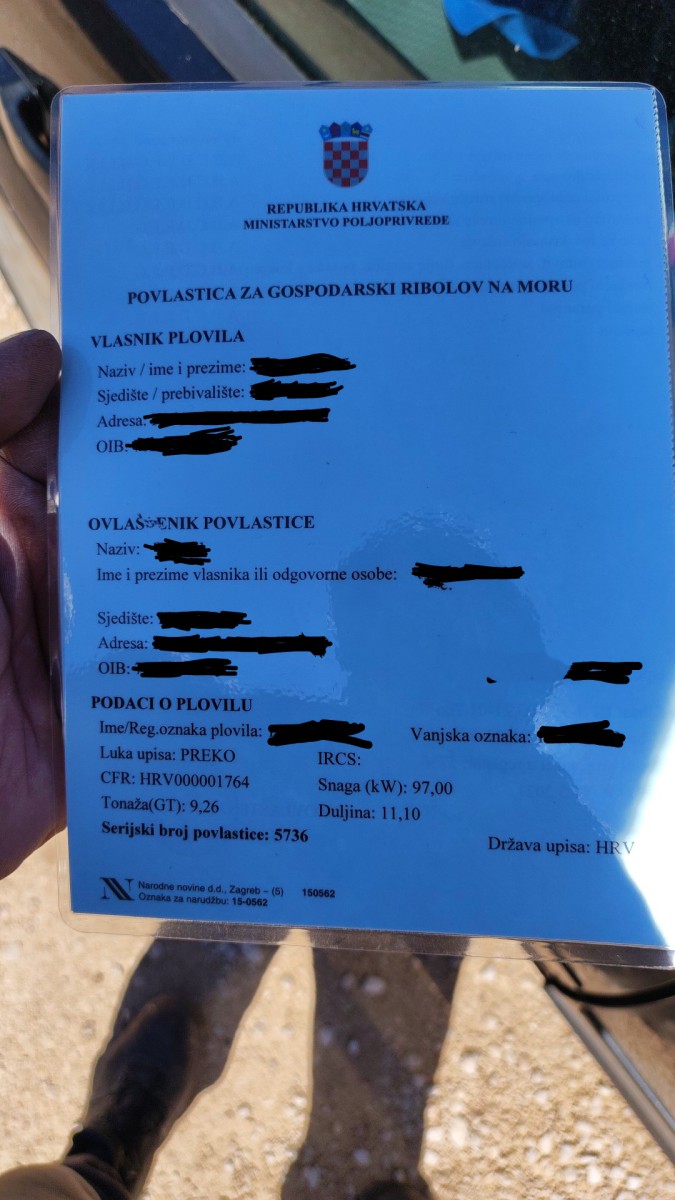 REPUBLIKA HRVATSKA
MINISTARSTVO POLJOPRIVREDE
POVLASTICA ZA GOSPODARSKI RIBOLOV NA MORU
VLASNIK PLOVILA
Naziv / ime i prezime:
Sjedište / prebivalište:
Adresa:
OIB:
OVLAŠTENIK POVLASTICE
Naziv:
Ime i prezime vlasnika ili odgovorne osobe:
Sjedište:
Adresa:
OIB:
PODACI O PLOVILU
Ime/Reg.oznaka plovila: Vanjska oznaka:
Luka upisa: PREKO IRCS:
CFR: HRV000001764 Snaga (kW): 97,00
Tonaža(GT): 9,26 Duljina: 11,10
Serijski broj povlastice: 5736
Država upisa: HRV
Narodne novine d.d., Zagreb – (5) 150562
Oznaka za narudžbu: 15-0562